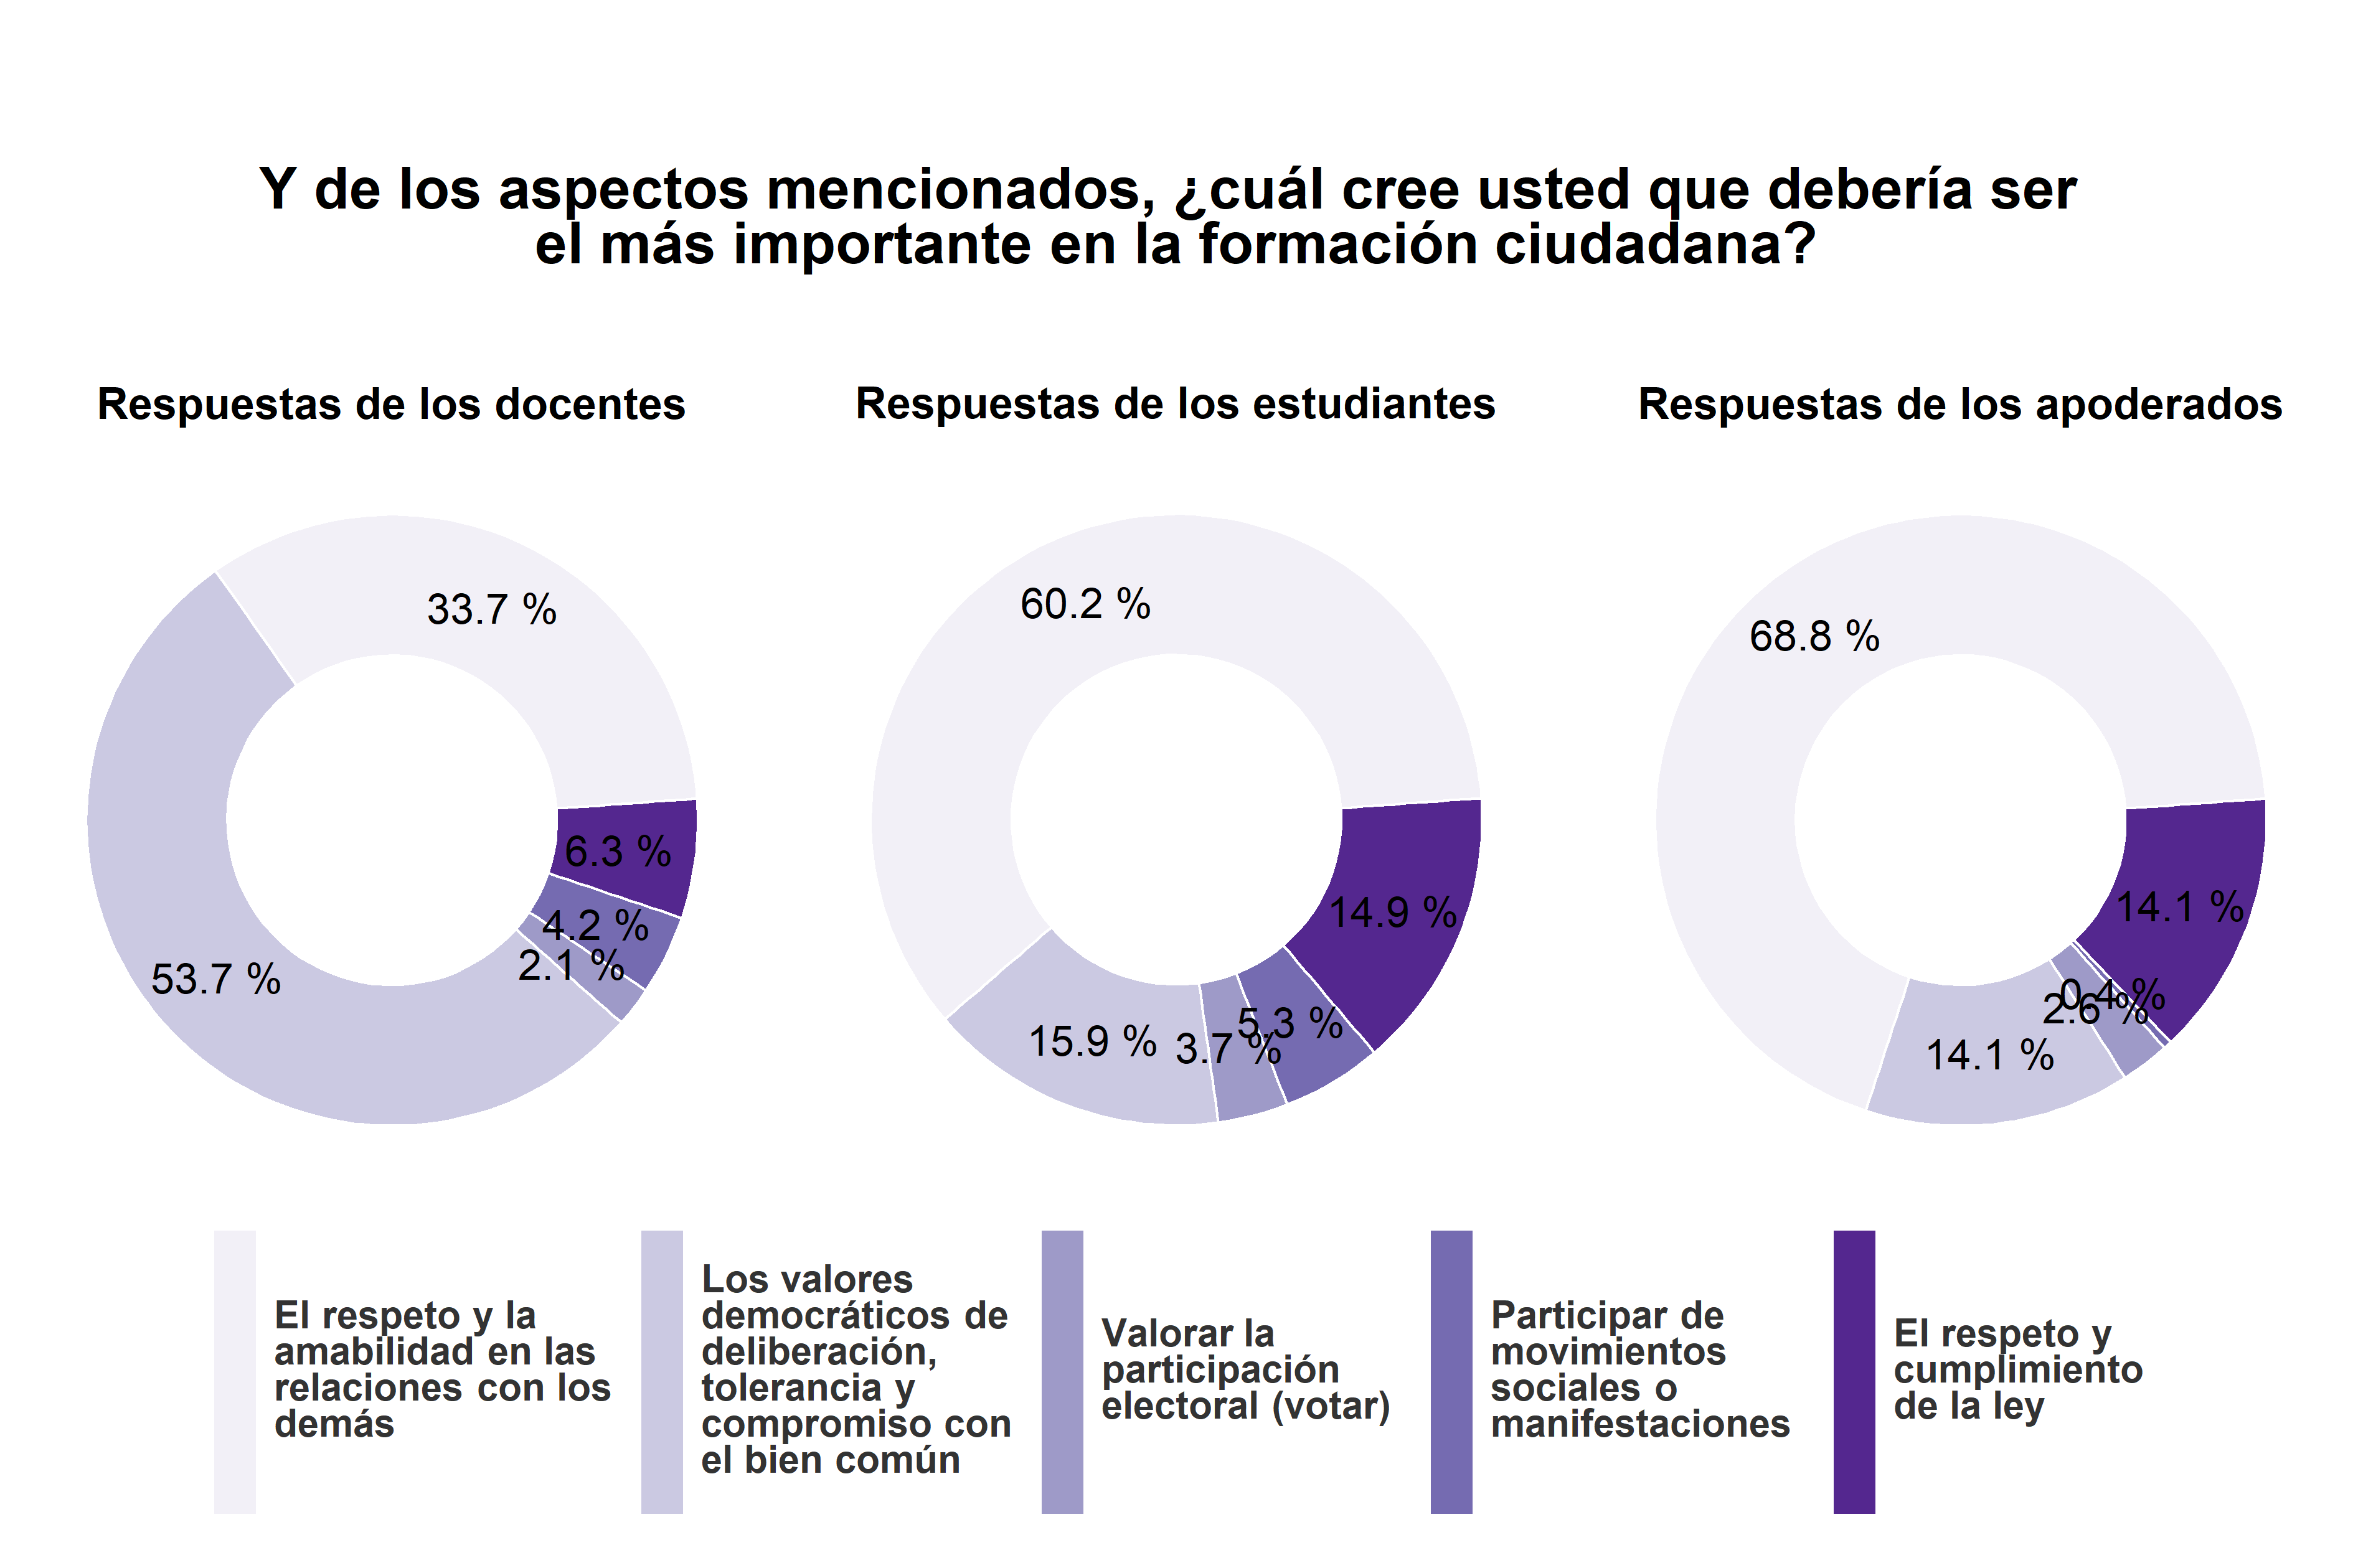 Y de los aspectos mencionados, ¿cuál cree usted que debería ser
el más importante en la formación ciudadana?
Respuestas de los docentes
33.7 %
6.3 %
4.2 %
2.1 %
53.7 %
Respuestas de los estudiantes
60.2 %
14.9 %
5.3 %
3.7 %
15.9 %
Respuestas de los apoderados
68.8 %
14.1 %
0.4 %
2.6 %
14.1 %
El respeto y la
amabilidad en las
relaciones con los
demás
Los valores
democráticos de
deliberación,
tolerancia y
compromiso con
el bien común
Valorar la
participación
electoral (votar)
Participar de
movimientos
sociales o
manifestaciones
El respeto y
cumplimiento
de la ley